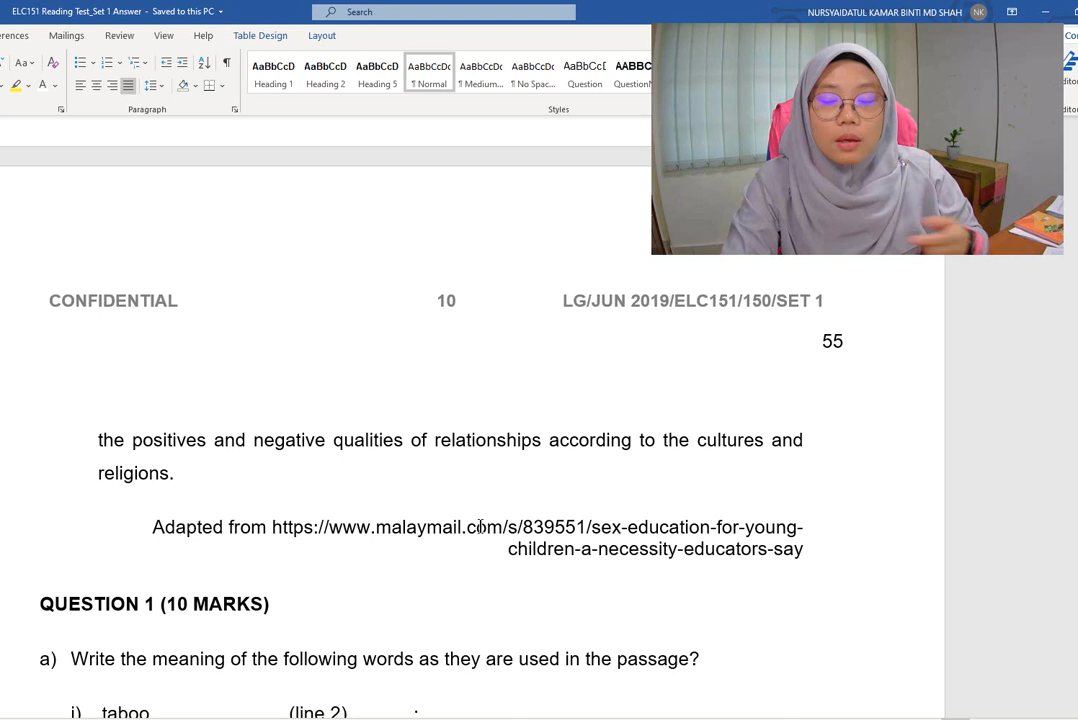 ELC151 Reading Test_Set 1 Answer - Saved to this PC
Search
NURSYAIDATUL KAMAR BINTI MD SHAH NK
erences Mailings Review View Help Table Design Layout
Aa
AaBbCcD AaBbCcD AaBbCcD AaBbCcDc AaBbCcDc AaBbCcDc AaBbCcD AABBC
Heading 1 Heading 2 Heading 5 ¶ Normal ¶ Medium... ¶ No Spac... Question Question
Paragraph Styles
CONFIDENTIAL 10 LG/JUN 2019/ELC151/150/SET 1
55
the positives and negative qualities of relationships according to the cultures and
religions.
Adapted from https://www.malaymail.com/s/839551/sex-education-for-young-
children-a-necessity-educators-say
QUESTION 1 (10 MARKS)
a) Write the meaning of the following words as they are used in the passage?
i) taboo (line 2) :